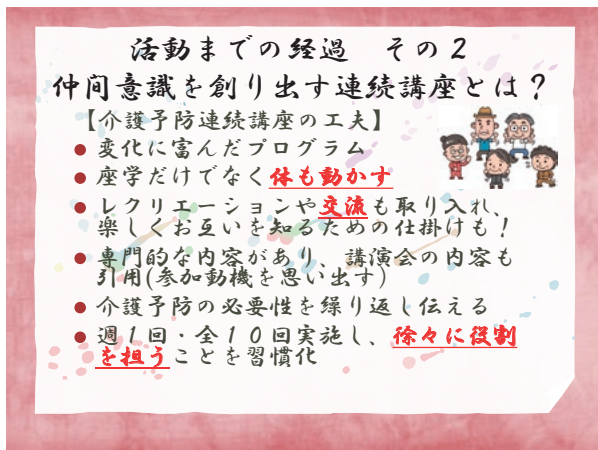 活動までの経過　その２
仲间意識を創り出す連続講座とは？
【介護予防連続講座の工夫】
● 変化に富んだプログラム
● 座学だけでなく体も動かす
● レクリエーションや交流も取り入れ、
楽しくお互いを知るための仕掛けも！
● 専門的な内容があり、講演会の内容も
引用(参加動機を思い出す)
● 介護予防の必要性を繰り返し伝える
● 週１回・全１０回実施し、徐々に役割
を担うことを習慣化